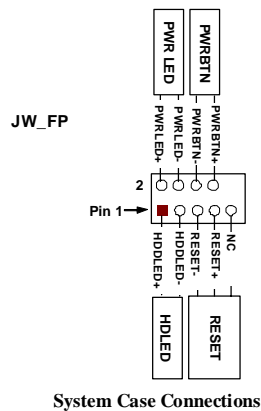 PWR LED
PWRBTN
JW_FP
PWRLED+
PWRLED-
PWRBTN-
PWRBTN+
2
Pin 1
HDDLED+
HDDLED-
RESET-
RESET+
NC
HDLED
RESET
System Case Connections